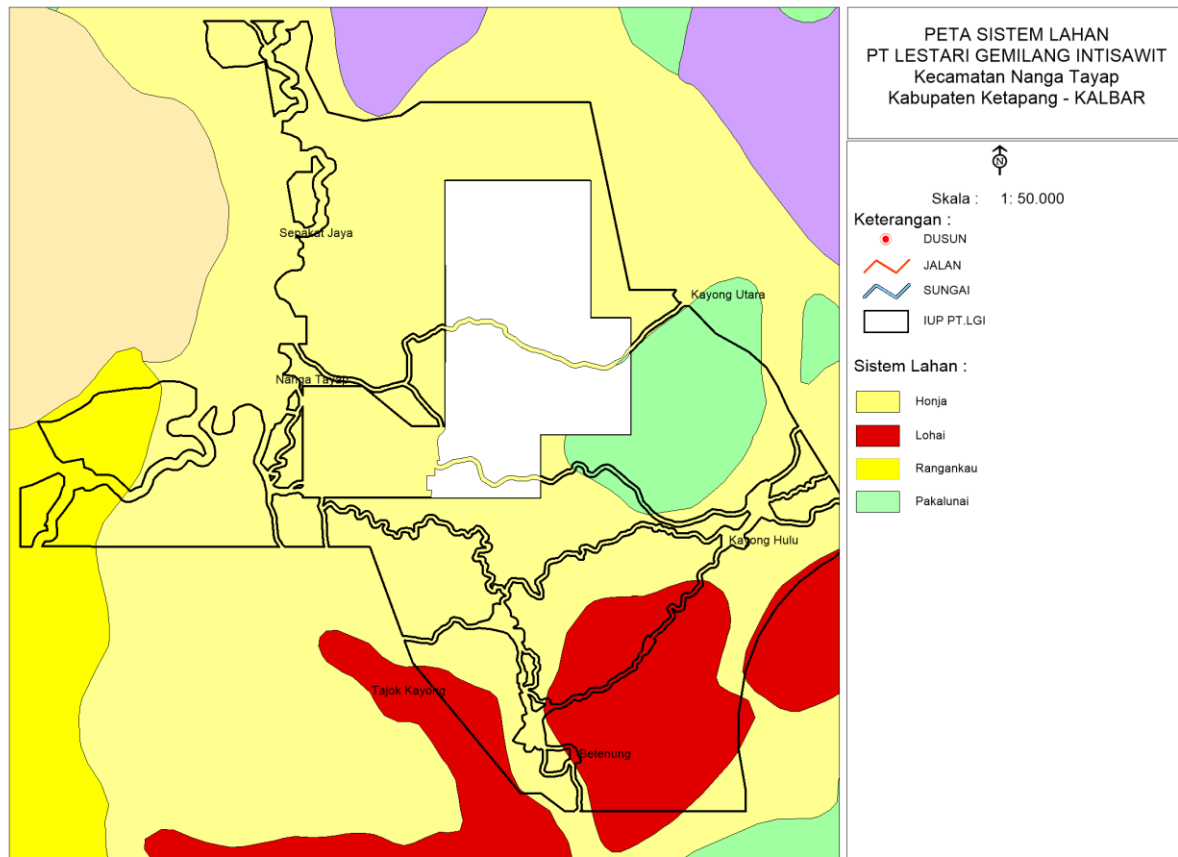 PETA SISTEM LAHAN
PT LESTARI GEMILANG INTISAWIT
Kecamatan Nanga Tayap
Kabupaten Ketapang - KALBAR
N
Skala : 1: 50.000
Keterangan :
DUSUN
JALAN
SUNGAI
IUP PT.LGI
Sistem Lahan :
Honja
Lohai
Rangankau
Pakalunai
Sepakat Jaya
Kayong Utara
Nanga Tayap
Kayong Hulu
Tajok Kayong
Betenung